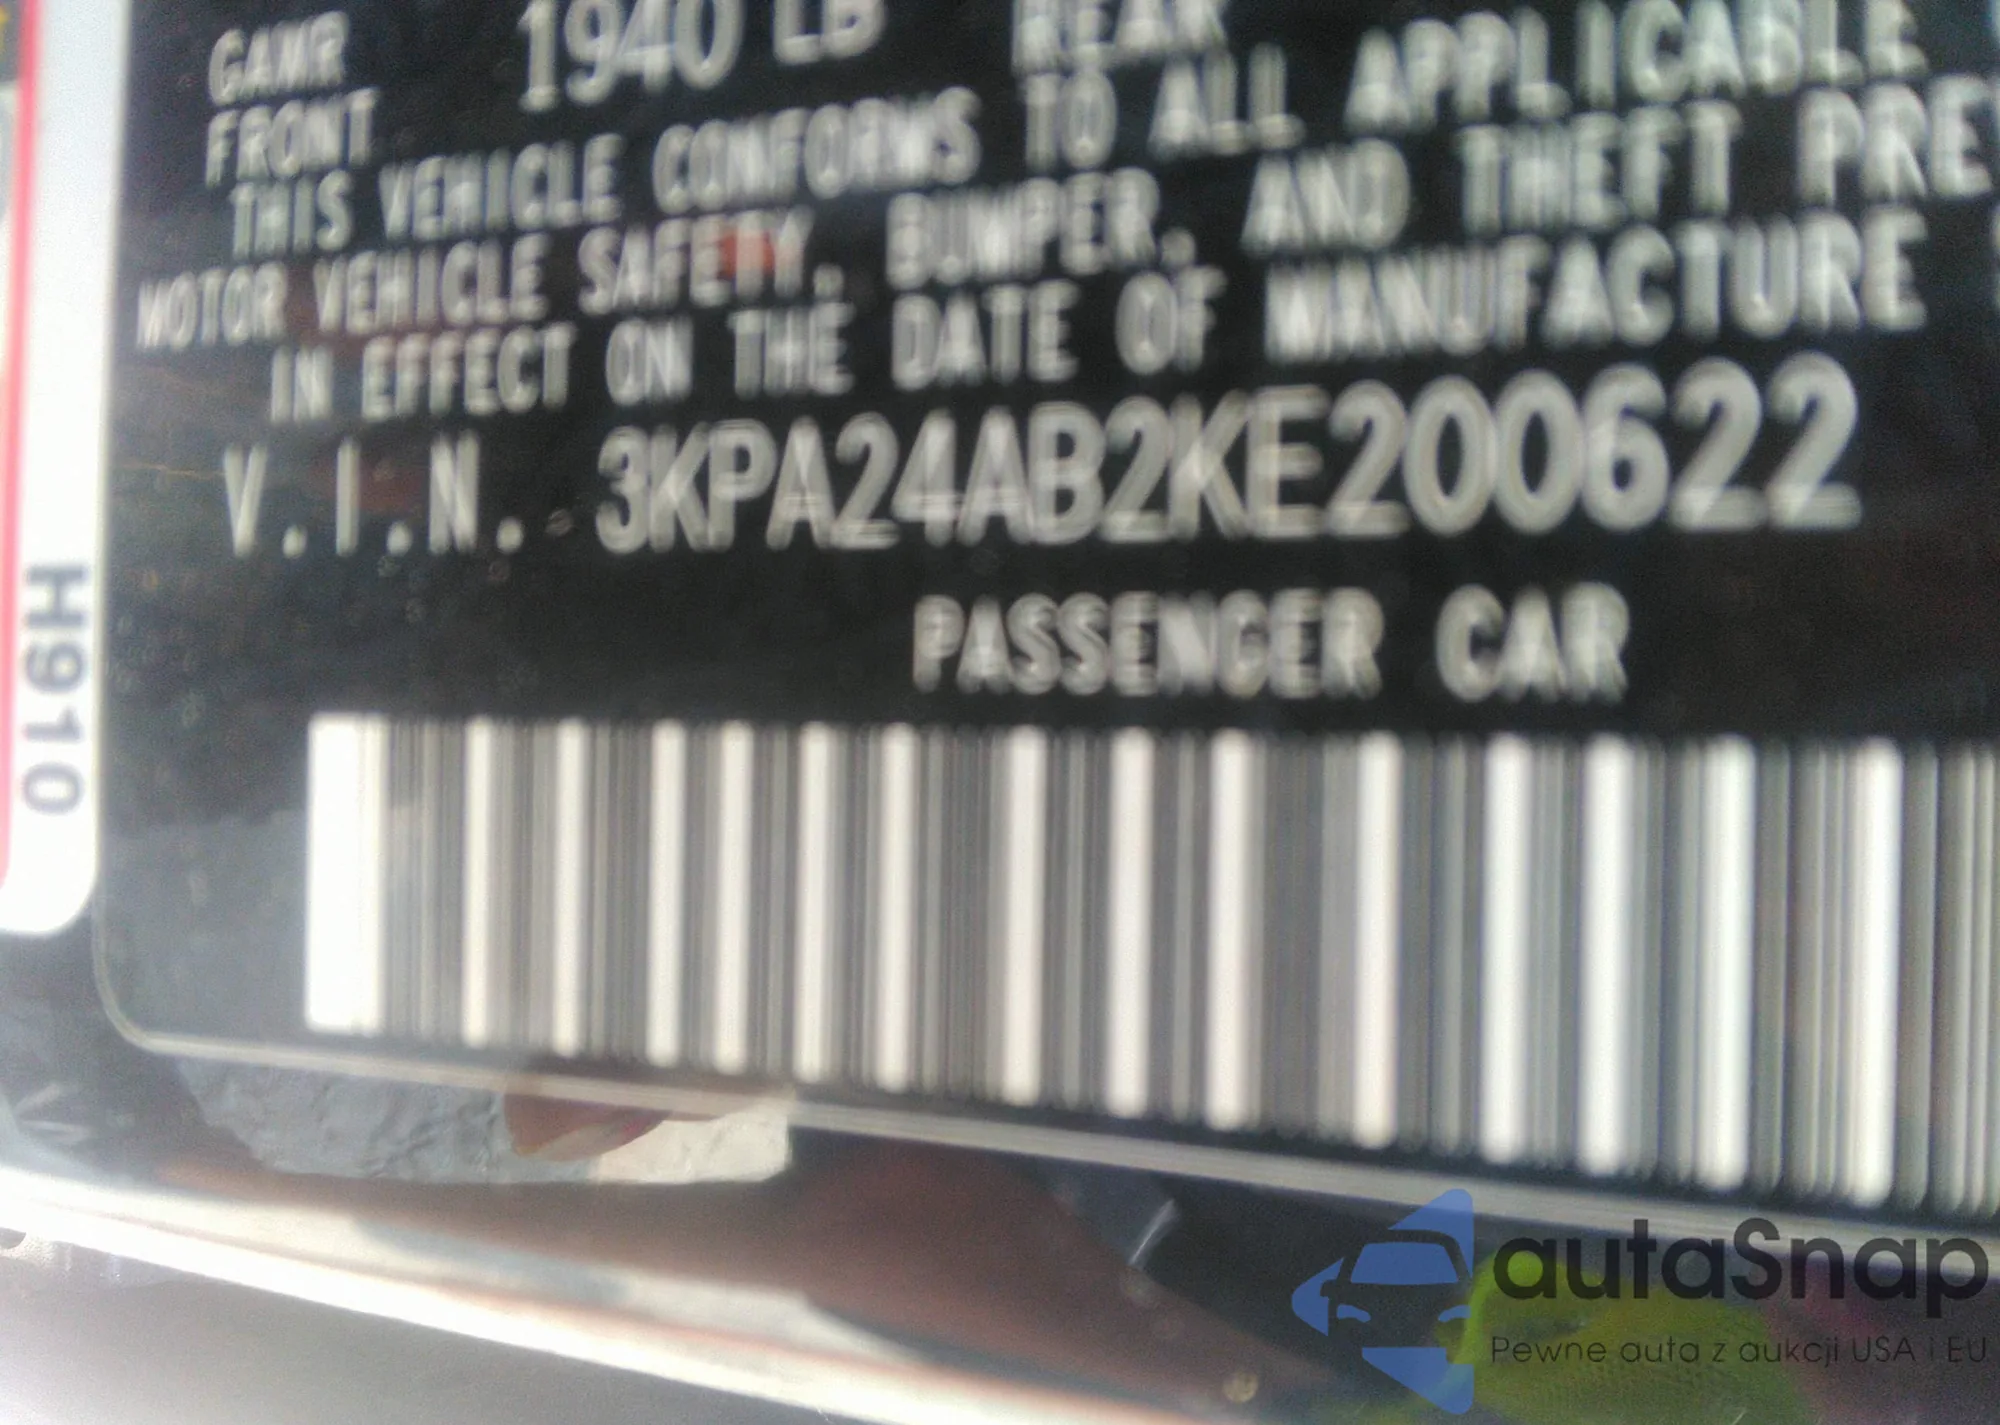 GAWR 1940 LB REAR
FRONT
THIS VEHICLE CONFORMS TO ALL APPLICABLE
MOTOR VEHICLE SAFETY, BUMPER, AND THEFT PRE
IN EFFECT ON THE DATE OF MANUFACTURE
V.I.N. 3KPA24AB2KE200622
PASSENGER CAR
H910
autaSnap
Pewne auta z aukcji USA i EU